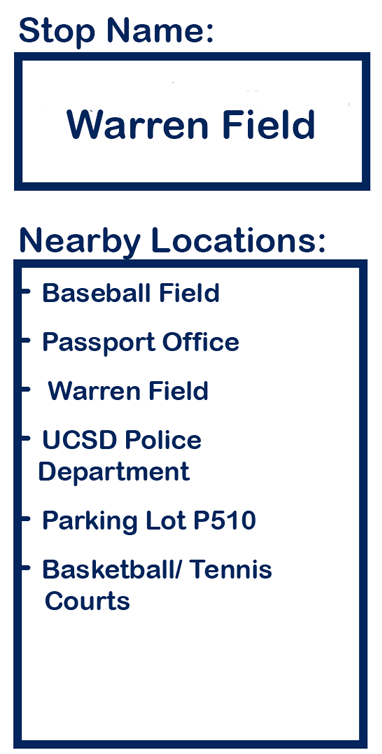 Stop Name:
Warren Field
Nearby Locations:
- Baseball Field
- Passport Office
- Warren Field
- UCSD Police
Department
- Parking Lot P510
- Basketball/ Tennis
Courts